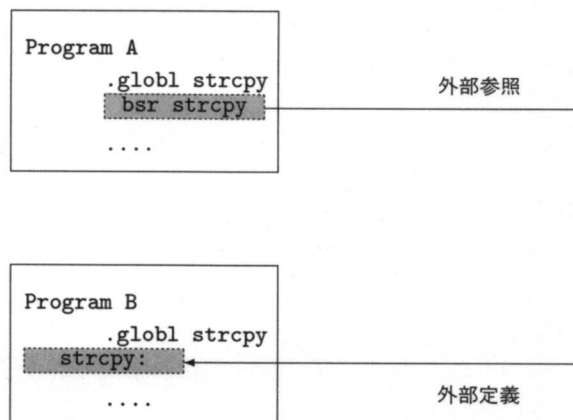 Program A
.globl strcpy
bsr strcpy
....
外部参照
Program B
.globl strcpy
strcpy:
....
外部定義